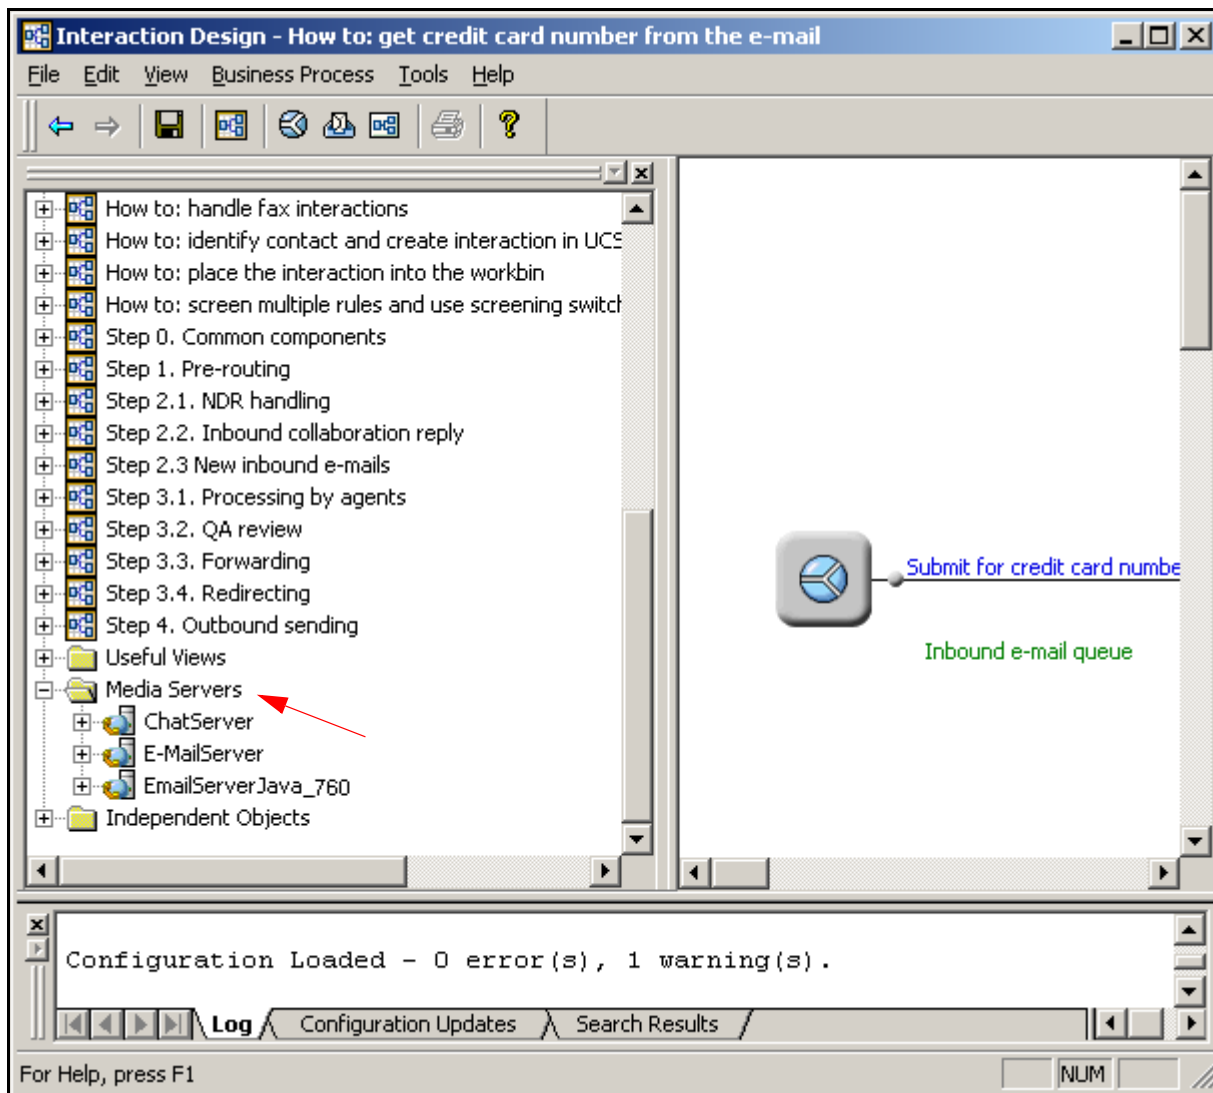 Interaction Design - How to: get credit card number from the e-mail
File Edit View Business Process Tools Help
How to: handle fax interactions
How to: identify contact and create interaction in UCS
How to: place the interaction into the workbin
How to: screen multiple rules and use screening switch
Step 0. Common components
Step 1. Pre-routing
Step 2.1. NDR handling
Step 2.2. Inbound collaboration reply
Step 2.3 New inbound e-mails
Step 3.1. Processing by agents
Step 3.2. QA review
Step 3.3. Forwarding
Step 3.4. Redirecting
Step 4. Outbound sending
Useful Views
Media Servers
ChatServer
E-MailServer
EmailServerJava_760
Independent Objects
Submit for credit card numbe
Inbound e-mail queue
Configuration Loaded - 0 error(s), 1 warning(s).
Log Configuration Updates Search Results
For Help, press F1 NUM